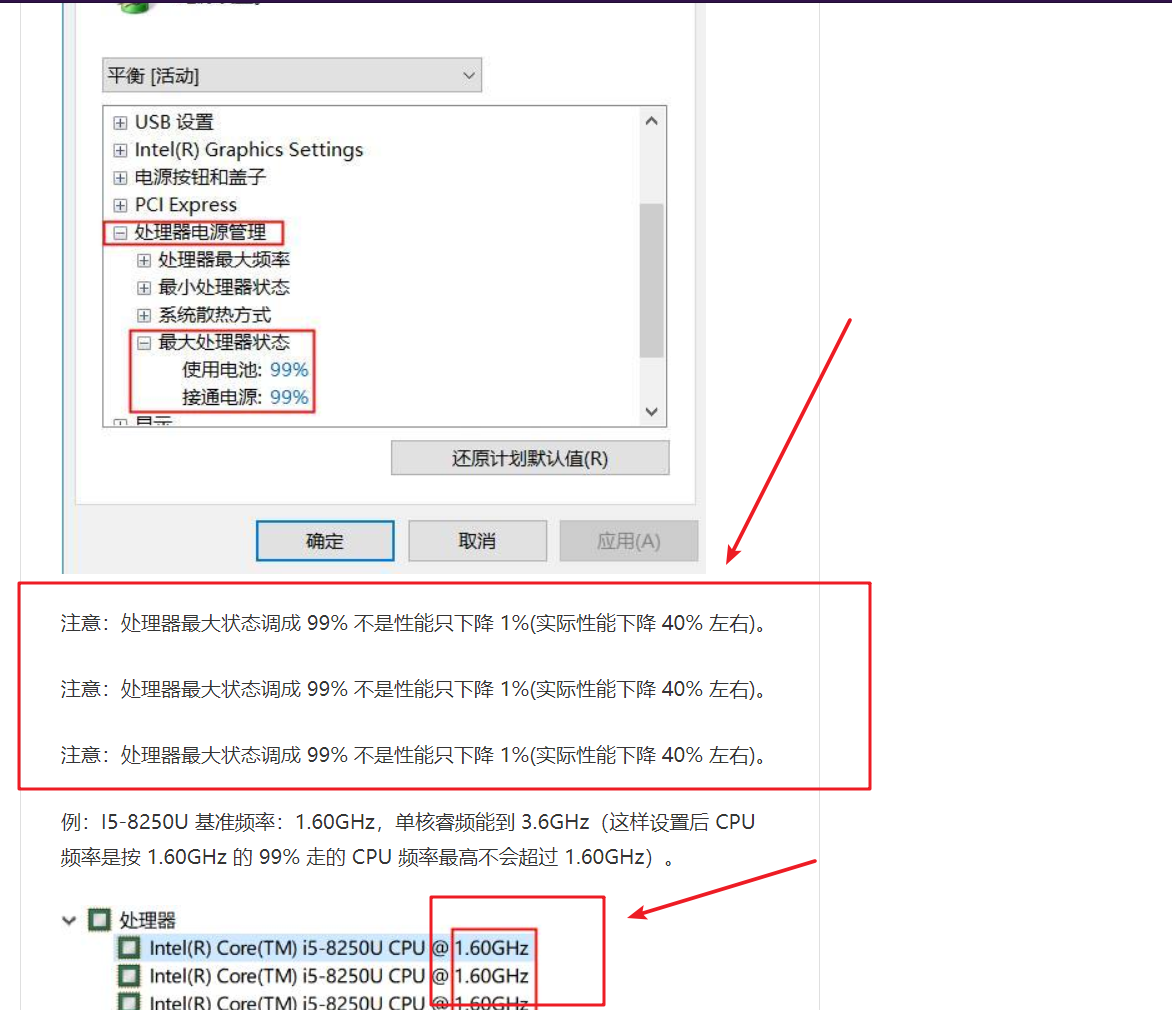 平衡 [活动]
USB 设置
Intel(R) Graphics Settings
电源按钮和盖子
PCI Express
处理器电源管理
处理器最大频率
最小处理器状态
系统散热方式
最大处理器状态
使用电池: 99%
接通电源: 99%
显示
还原计划默认值(R)
确定
取消
应用(A)
注意：处理器最大状态调成 99% 不是性能只下降 1%(实际性能下降 40% 左右)。
注意：处理器最大状态调成 99% 不是性能只下降 1%(实际性能下降 40% 左右)。
注意：处理器最大状态调成 99% 不是性能只下降 1%(实际性能下降 40% 左右)。
例：I5-8250U 基准频率：1.60GHz，单核睿频能到 3.6GHz（这样设置后 CPU
频率是按 1.60GHz 的 99% 走的 CPU 频率最高不会超过 1.60GHz）。
处理器
Intel(R) Core(TM) i5-8250U CPU @ 1.60GHz
Intel(R) Core(TM) i5-8250U CPU @ 1.60GHz
Intel(R) Core(TM) i5-8250U CPU @ 1.60GHz